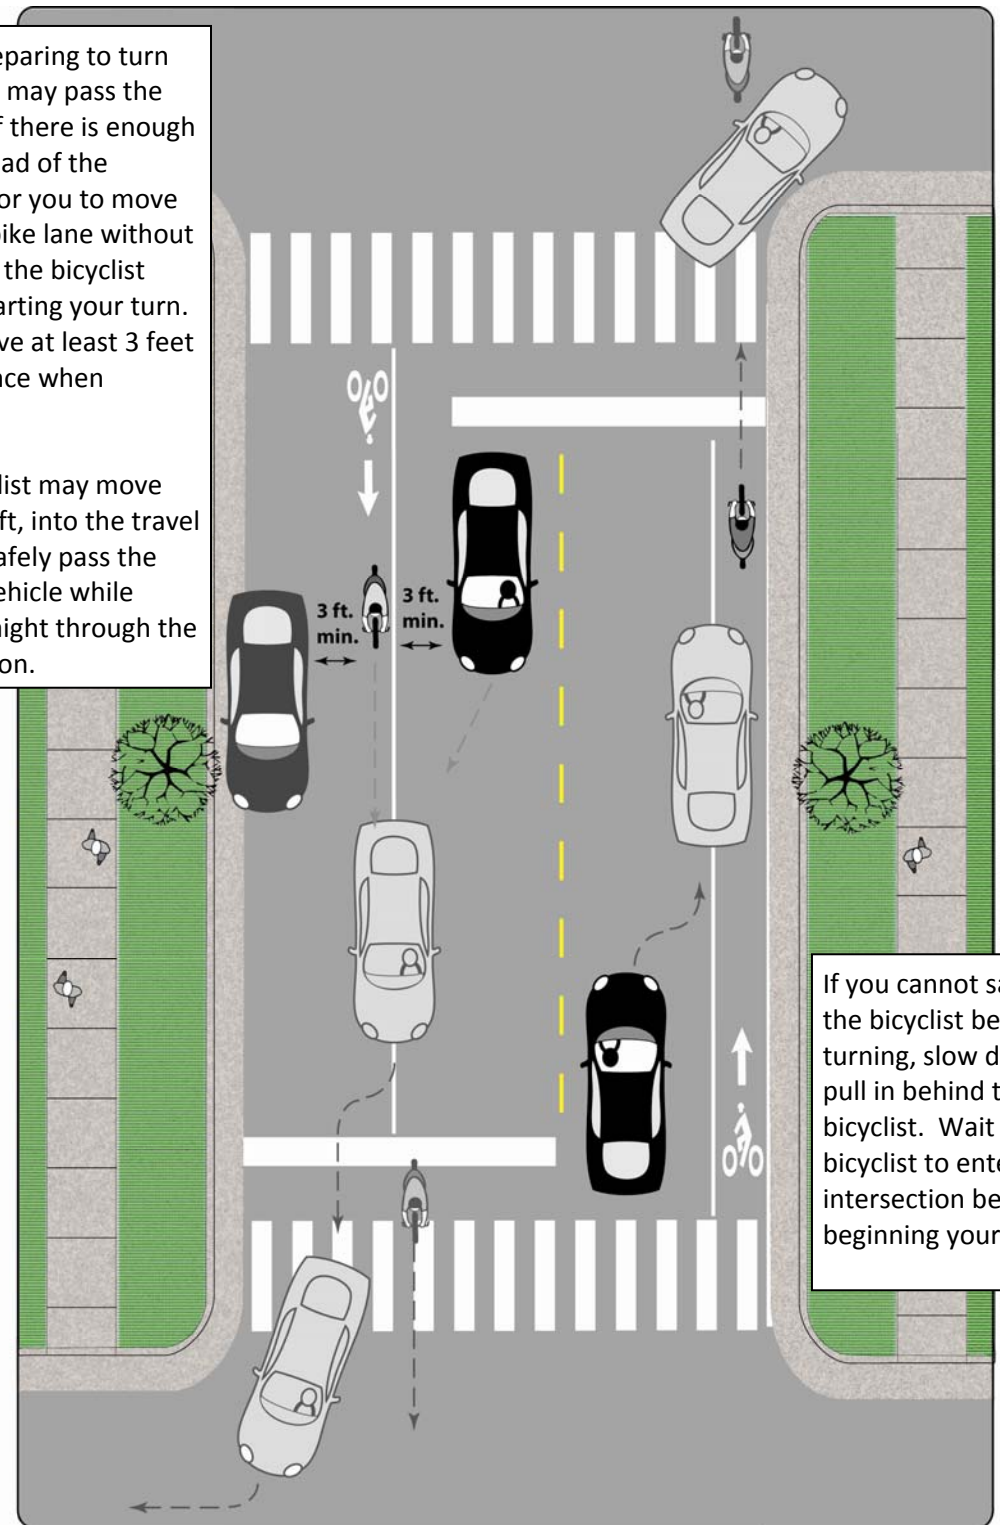 eparing to turn
may pass the
f there is enough
ad of the
or you to move
bike lane without
the bicyclist
arting your turn.
ve at least 3 feet
nce when
list may move
ft, into the travel
afely pass the
ehicle while
aight through the
on.
3 ft.
min.
3 ft.
min.
If you cannot sa
the bicyclist be
turning, slow d
pull in behind t
bicyclist. Wait
bicyclist to ente
intersection be
beginning your